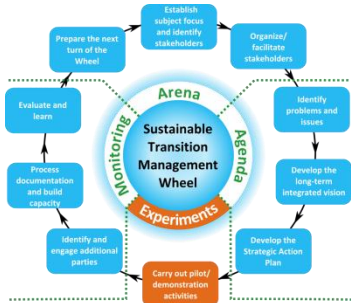 Establish
subject focus
and identify
stakeholders
Organize/
facilitate
stakeholders
Identify
problems and
issues
Develop the
long-term
integrated vision
Develop the
Strategic Action
Plan
Carry out pilot/
demonstration
activities
Identify and
engage additional
parties
Process
documentation
and build
capacity
Evaluate and
learn
Prepare the next
turn of the
Wheel
Arena
Agenda
Experiments
Monitoring
Sustainable
Transition
Management
Wheel